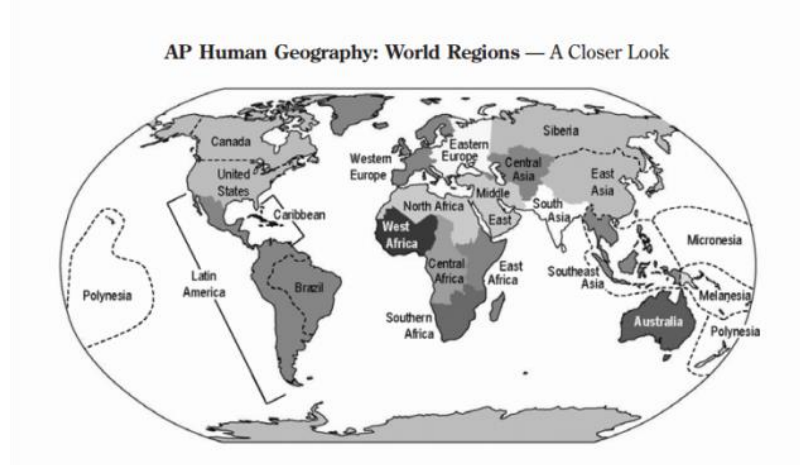 AP Human Geography: World Regions — A Closer Look
Canada
United
States
Caribbean
Latin
America
Brazil
Polynesia
Western
Europe
Eastern
Europe
Siberia
Central
Asia
East
Asia
Middle
East
South
Asia
North Africa
West
Africa
Central
Africa
East
Africa
Southern
Africa
Southeast
Asia
Micronesia
Melanesia
Australia
Polynesia